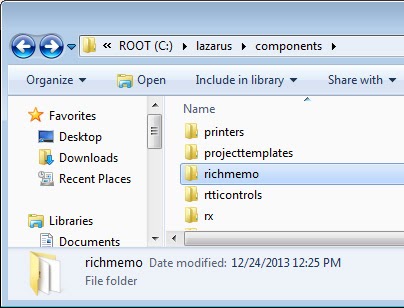 « ROOT (C:) ▸ lazarus ▸ components ▸
Organize ▾ Open Include in library ▾ Share with ▾
Favorites
Desktop
Downloads
Recent Places
Libraries
Documents
Name
printers
projecttemplates
richmemo
rtticontrols
rx
richmemo Date modified: 12/24/2013 12:25 PM
File folder